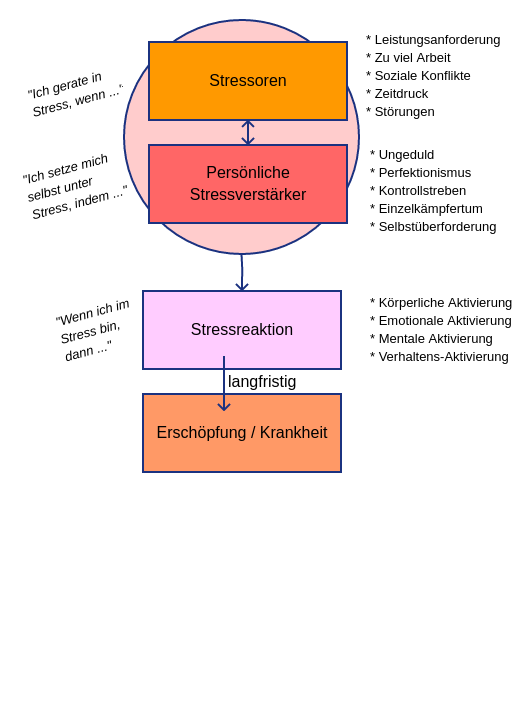 "Ich gerate in
Stress, wenn ..."
Stressoren
* Leistungsanforderung
* Zu viel Arbeit
* Soziale Konflikte
* Zeitdruck
* Störungen
"Ich setze mich
selbst unter
Stress, indem ..."
Persönliche
Stressverstärker
* Ungeduld
* Perfektionismus
* Kontrollstreben
* Einzelkämpfertum
* Selbstüberforderung
"Wenn ich im
Stress bin,
dann ..."
Stressreaktion
* Körperliche Aktivierung
* Emotionale Aktivierung
* Mentale Aktivierung
* Verhaltens-Aktivierung
langfristig
Erschöpfung / Krankheit